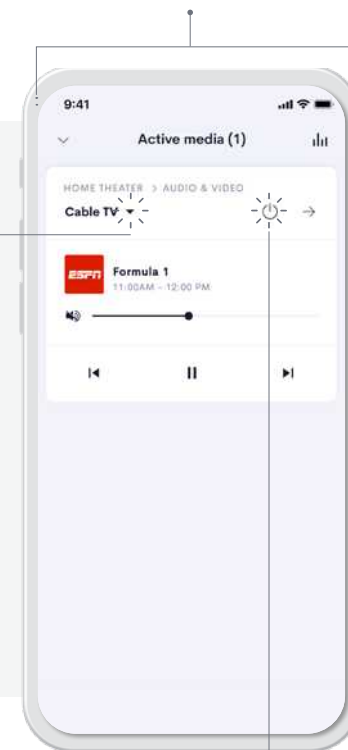 9:41
Active media (1)
HOME THEATER > AUDIO & VIDEO
Cable TV
ESPN
Formula 1
11:00AM – 12:00 PM